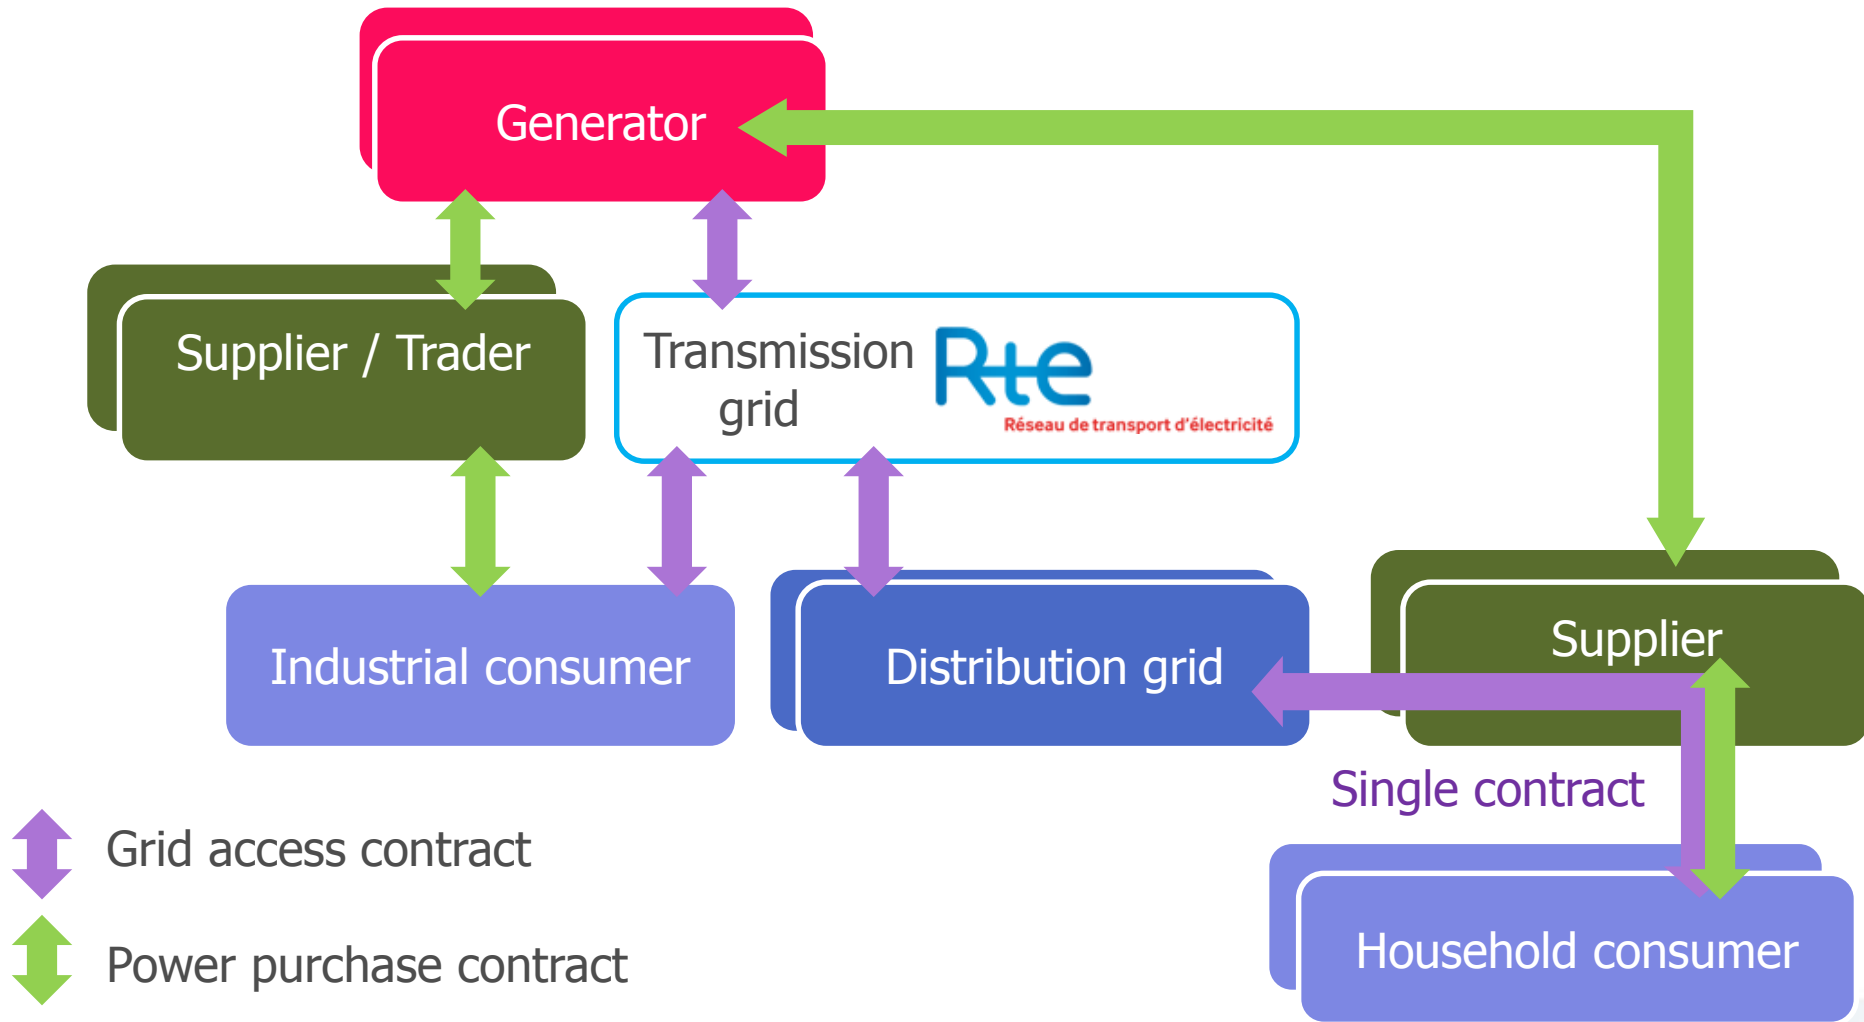 Generator
Supplier / Trader
Transmission
grid
Rte
Réseau de transport d'électricité
Industrial consumer
Distribution grid
Supplier
Single contract
Grid access contract
Household consumer
Power purchase contract